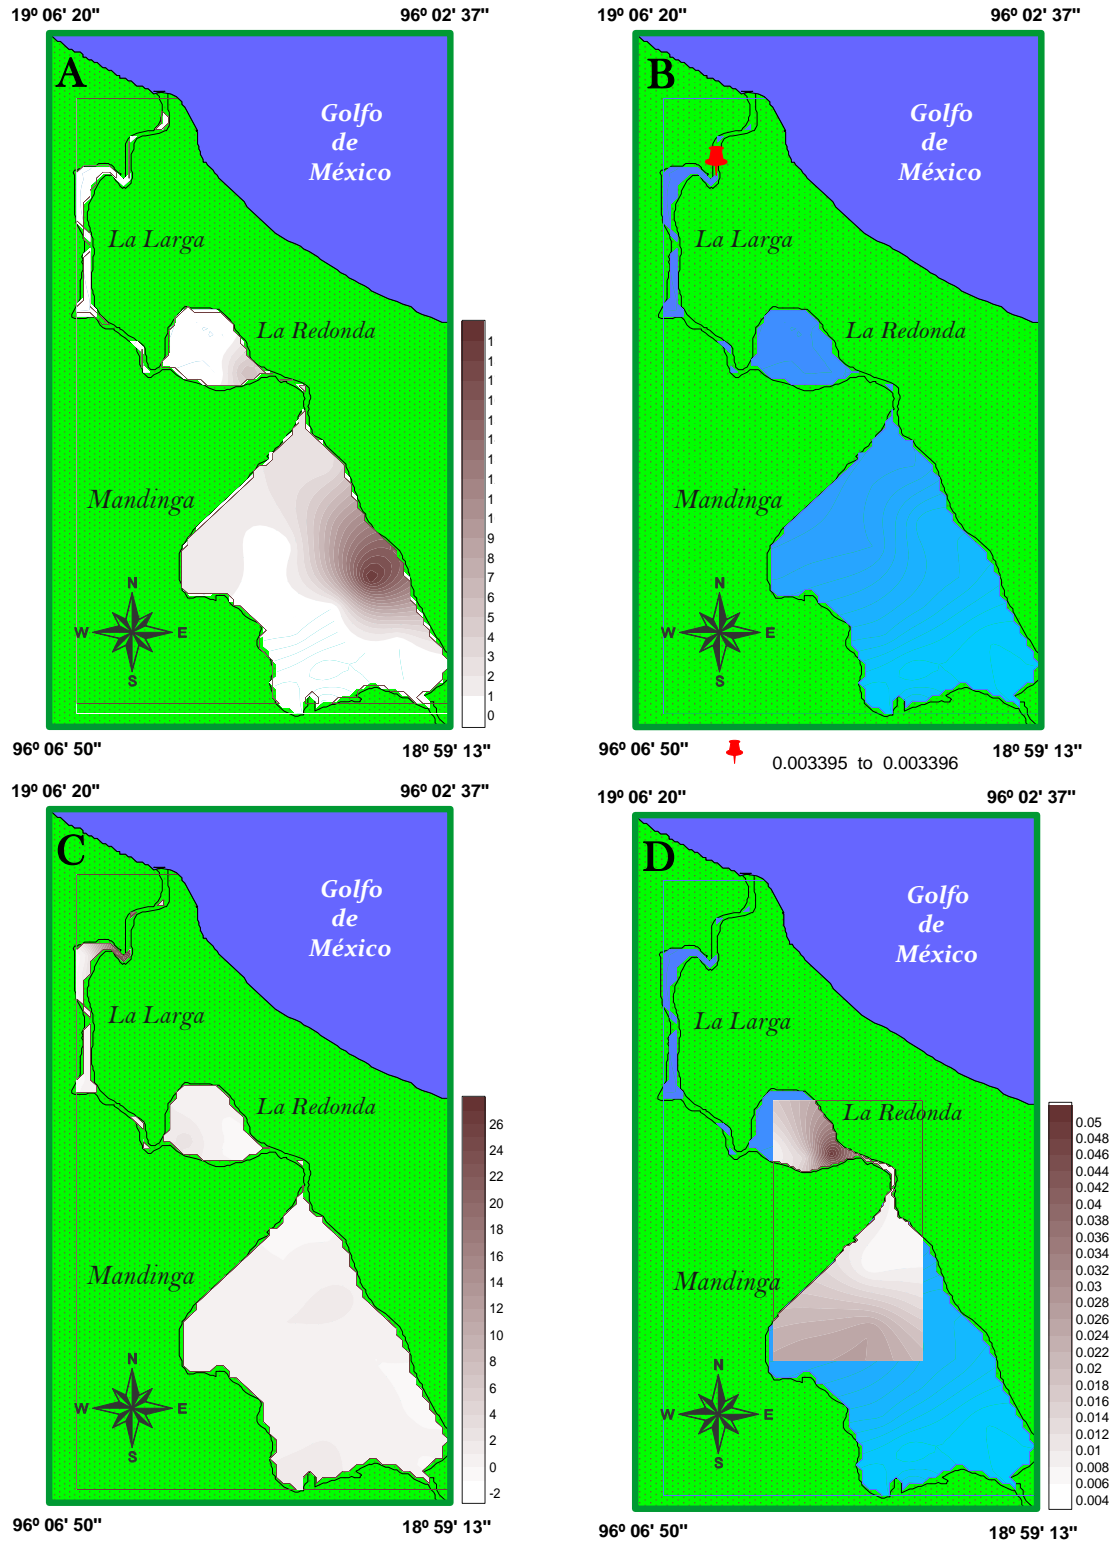 19º 06' 20"
96º 02' 37"
A
Golfo
de
México
La Larga
La Redonda
Mandinga
N
W
E
S
1
1
1
1
1
1
1
1
1
9
8
7
6
5
4
3
2
1
0
96º 06' 50"
18º 59' 13"
19º 06' 20"
96º 02' 37"
B
Golfo
de
México
La Larga
La Redonda
Mandinga
N
W
E
S
96º 06' 50"
18º 59' 13"
0.003395 to 0.003396
19º 06' 20"
96º 02' 37"
C
Golfo
de
México
La Larga
La Redonda
Mandinga
N
W
E
S
26
24
22
20
18
16
14
12
10
8
6
4
2
0
-2
96º 06' 50"
18º 59' 13"
19º 06' 20"
96º 02' 37"
D
Golfo
de
México
La Larga
La Redonda
Mandinga
N
W
E
S
0.05
0.048
0.046
0.044
0.042
0.04
0.038
0.036
0.034
0.032
0.03
0.028
0.026
0.024
0.022
0.02
0.018
0.016
0.014
0.012
0.01
0.008
0.006
0.004
96º 06' 50"
18º 59' 13"